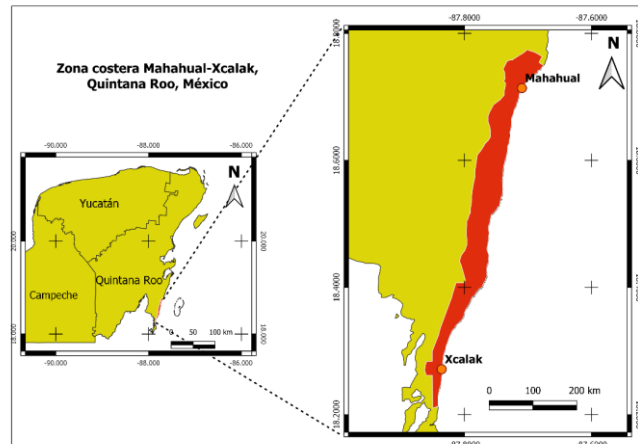 Zona costera Mahahual-Xcalak,
Quintana Roo, México
-90.000
-88.000
-86.000
N
Yucatán
20.000
20.000
Quintana Roo
Campeche
18.000
18.000
0 50 100 km
-90.000
-88.000
-86.000
-87.8000
-87.6000
18.8000
N
Mahahual
18.6000
18.4000
Xcalak
0 100 200 km
18.2000
-87.8000
-87.6000